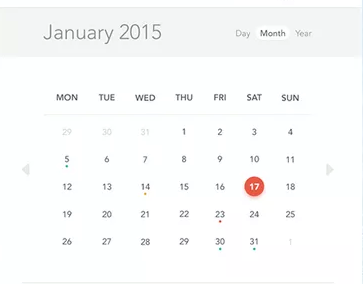 January 2015 Day Month Year
MON TUE WED THU FRI SAT SUN
29 30 31 1 2 3 4
5 6 7 8 9 10 11
12 13 14 15 16 17 18
19 20 21 22 23 24 25
26 27 28 29 30 31 1